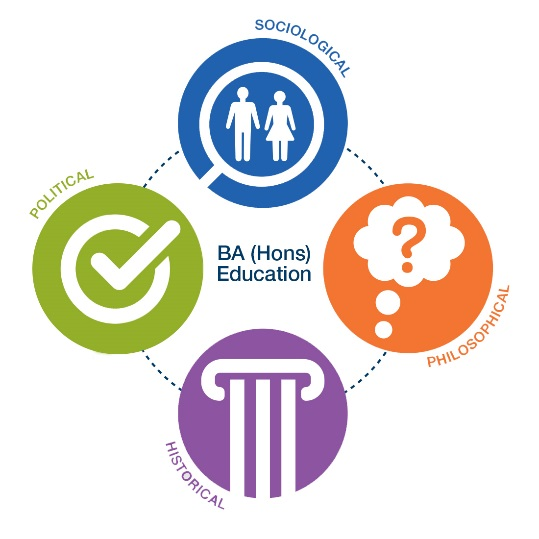 SOCIOLOGICAL
POLITICAL
?
BA (Hons)
Education
PHILOSOPHICAL
HISTORICAL